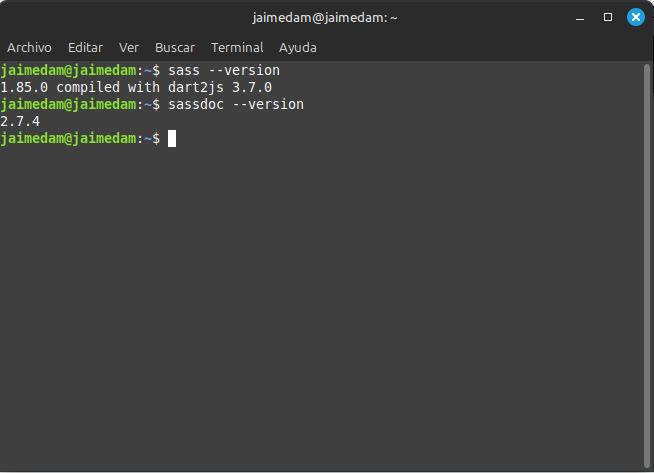 jaimedam@jaimedam: ~
Archivo Editar Ver Buscar Terminal Ayuda
jaimedam@jaimedam:~$ sass --version
1.85.0 compiled with dart2js 3.7.0
jaimedam@jaimedam:~$ sassdoc --version
2.7.4
jaimedam@jaimedam:~$